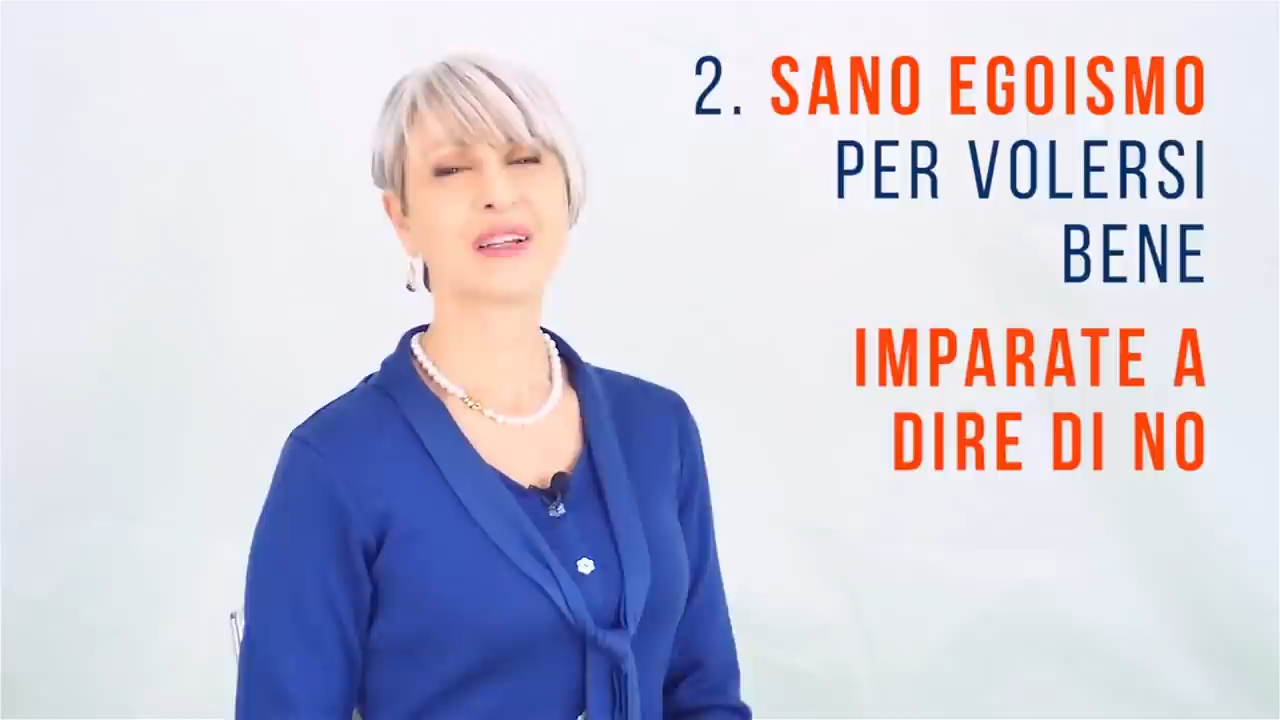 2. SANO EGOISMO
PER VOLERSI
BENE
IMPARATE A
DIRE DI NO